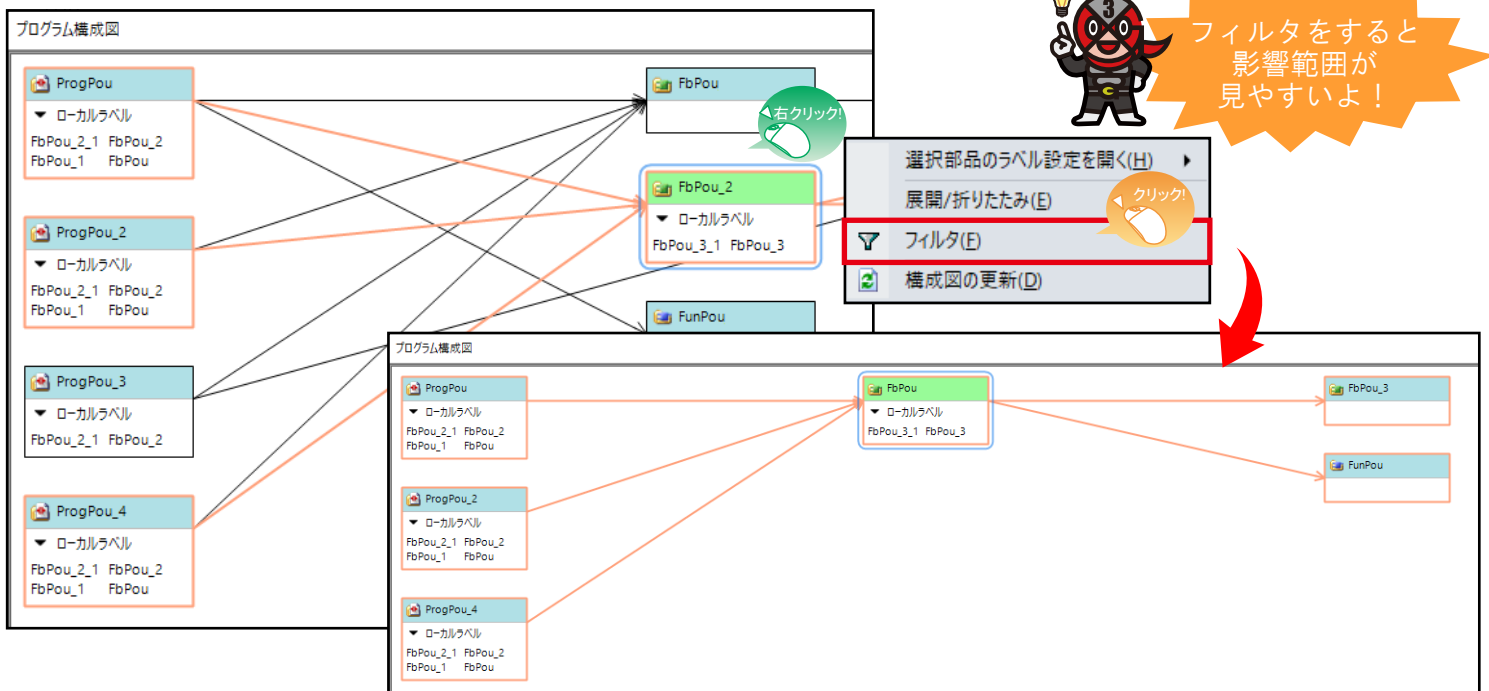 プログラム構成図
ProgPou
▼ ローカルラベル
FbPou_2_1 FbPou_2
FbPou_1 FbPou
ProgPou_2
▼ ローカルラベル
FbPou_2_1 FbPou_2
FbPou_1 FbPou
ProgPou_3
▼ ローカルラベル
FbPou_2_1 FbPou_2
ProgPou_4
▼ ローカルラベル
FbPou_2_1 FbPou_2
FbPou_1 FbPou
FbPou
右クリック!
FbPou_2
▼ ローカルラベル
FbPou_3_1 FbPou_3
FunPou
3
C
フィルタをすると
影響範囲が
見やすいよ！
選択部品のラベル設定を開く(H)
展開/折りたたみ(E)
クリック!
フィルタ(F)
構成図の更新(D)
プログラム構成図
ProgPou
▼ ローカルラベル
FbPou_2_1 FbPou_2
FbPou_1 FbPou
ProgPou_2
▼ ローカルラベル
FbPou_2_1 FbPou_2
FbPou_1 FbPou
ProgPou_4
▼ ローカルラベル
FbPou_2_1 FbPou_2
FbPou_1 FbPou
FbPou
▼ ローカルラベル
FbPou_3_1 FbPou_3
FbPou_3
FunPou